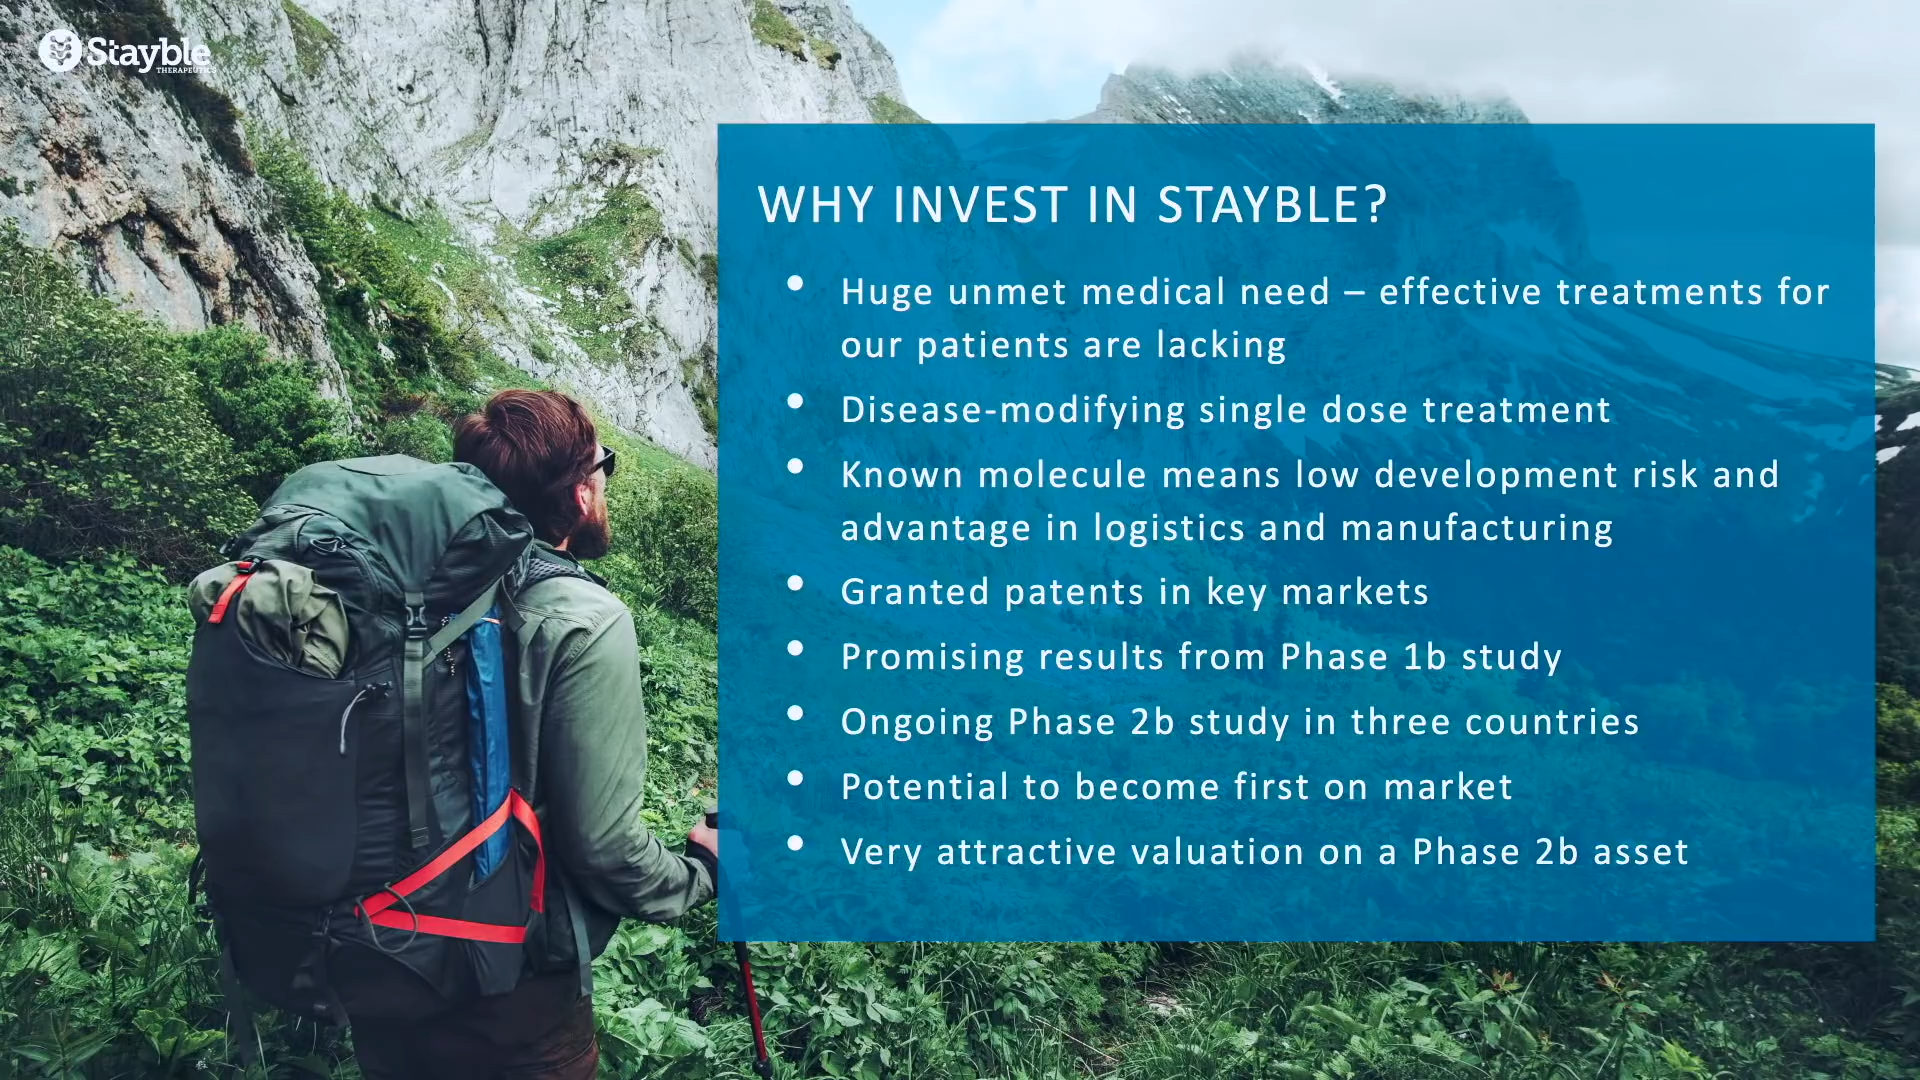 Stayble
THERAPEUTICS
WHY INVEST IN STAYBLE?
• Huge unmet medical need – effective treatments for
our patients are lacking
• Disease-modifying single dose treatment
• Known molecule means low development risk and
advantage in logistics and manufacturing
• Granted patents in key markets
• Promising results from Phase 1b study
• Ongoing Phase 2b study in three countries
• Potential to become first on market
• Very attractive valuation on a Phase 2b asset